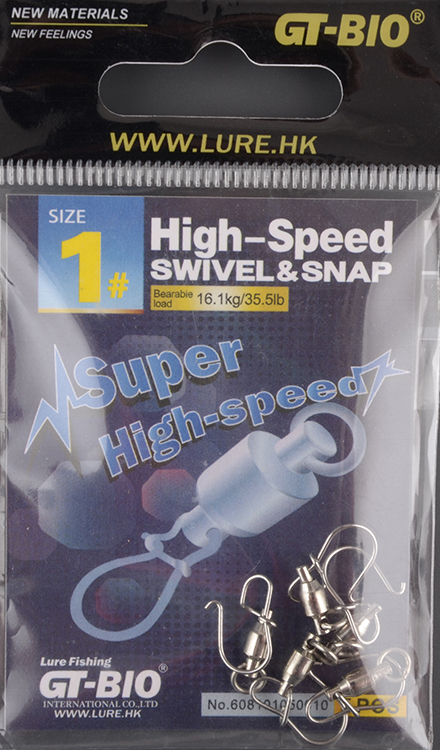 NEW MATERIALS
NEW FEELINGS
GT-BIO®
WWW.LURE.HK
SIZE
1#
High-Speed
SWIVEL & SNAP
Bearable load 16.1kg/35.5lb
Super
High-speed
Lure Fishing
GT-BIO®
INTERNATIONAL CO.,LTD
WWW.LURE.HK
PCS